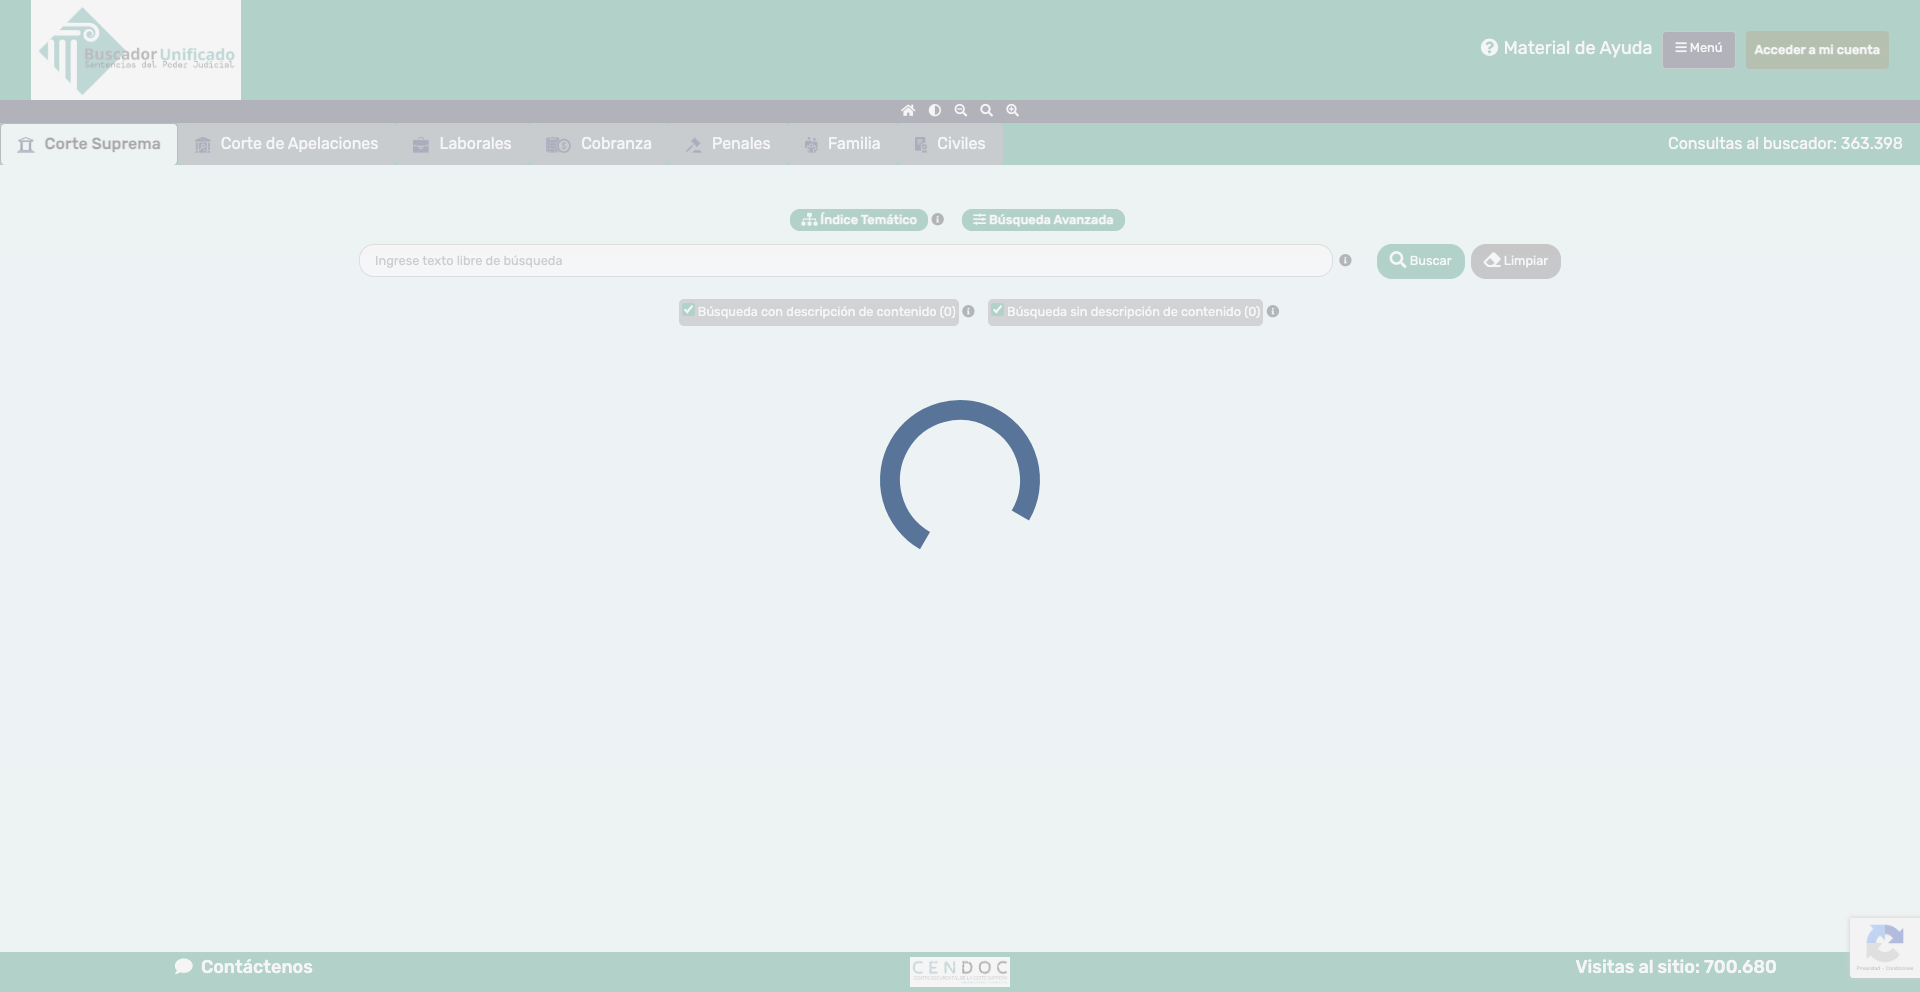 Buscador Unificado
Sentencias del Poder Judicial
Material de Ayuda
Menú
Acceder a mi cuenta
Corte Suprema
Corte de Apelaciones
Laborales
Cobranza
Penales
Familia
Civiles
Consultas al buscador: 363.398
Índice Temático
Búsqueda Avanzada
Ingrese texto libre de búsqueda
Buscar
Limpiar
Búsqueda con descripción de contenido (0)
Búsqueda sin descripción de contenido (0)
Contáctenos
CENDOC
Visitas al sitio: 700.680
Privacidad - Condiciones